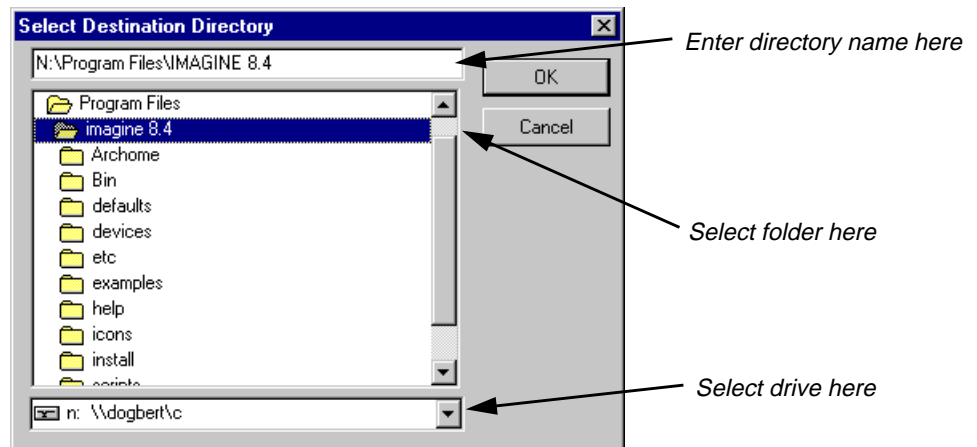 Select Destination Directory
Enter directory name here
N:\Program Files\IMAGINE 8.4
OK
Program Files
Cancel
imagine 8.4
Archome
Bin
defaults
devices
Select folder here
etc
examples
help
icons
install
scripts
Select drive here
n: \\dogbert\c